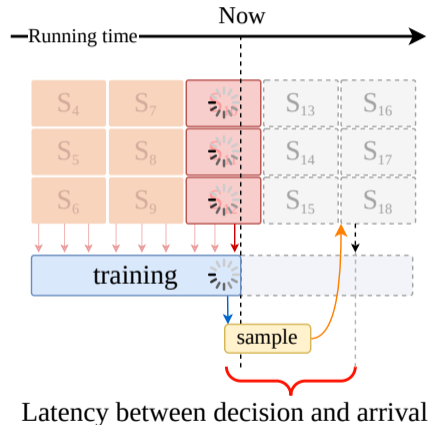 Now
Running time
S4 S7 S13 S16
S5 S8 S14 S17
S6 S9 S15 S18
training
sample
Latency between decision and arrival